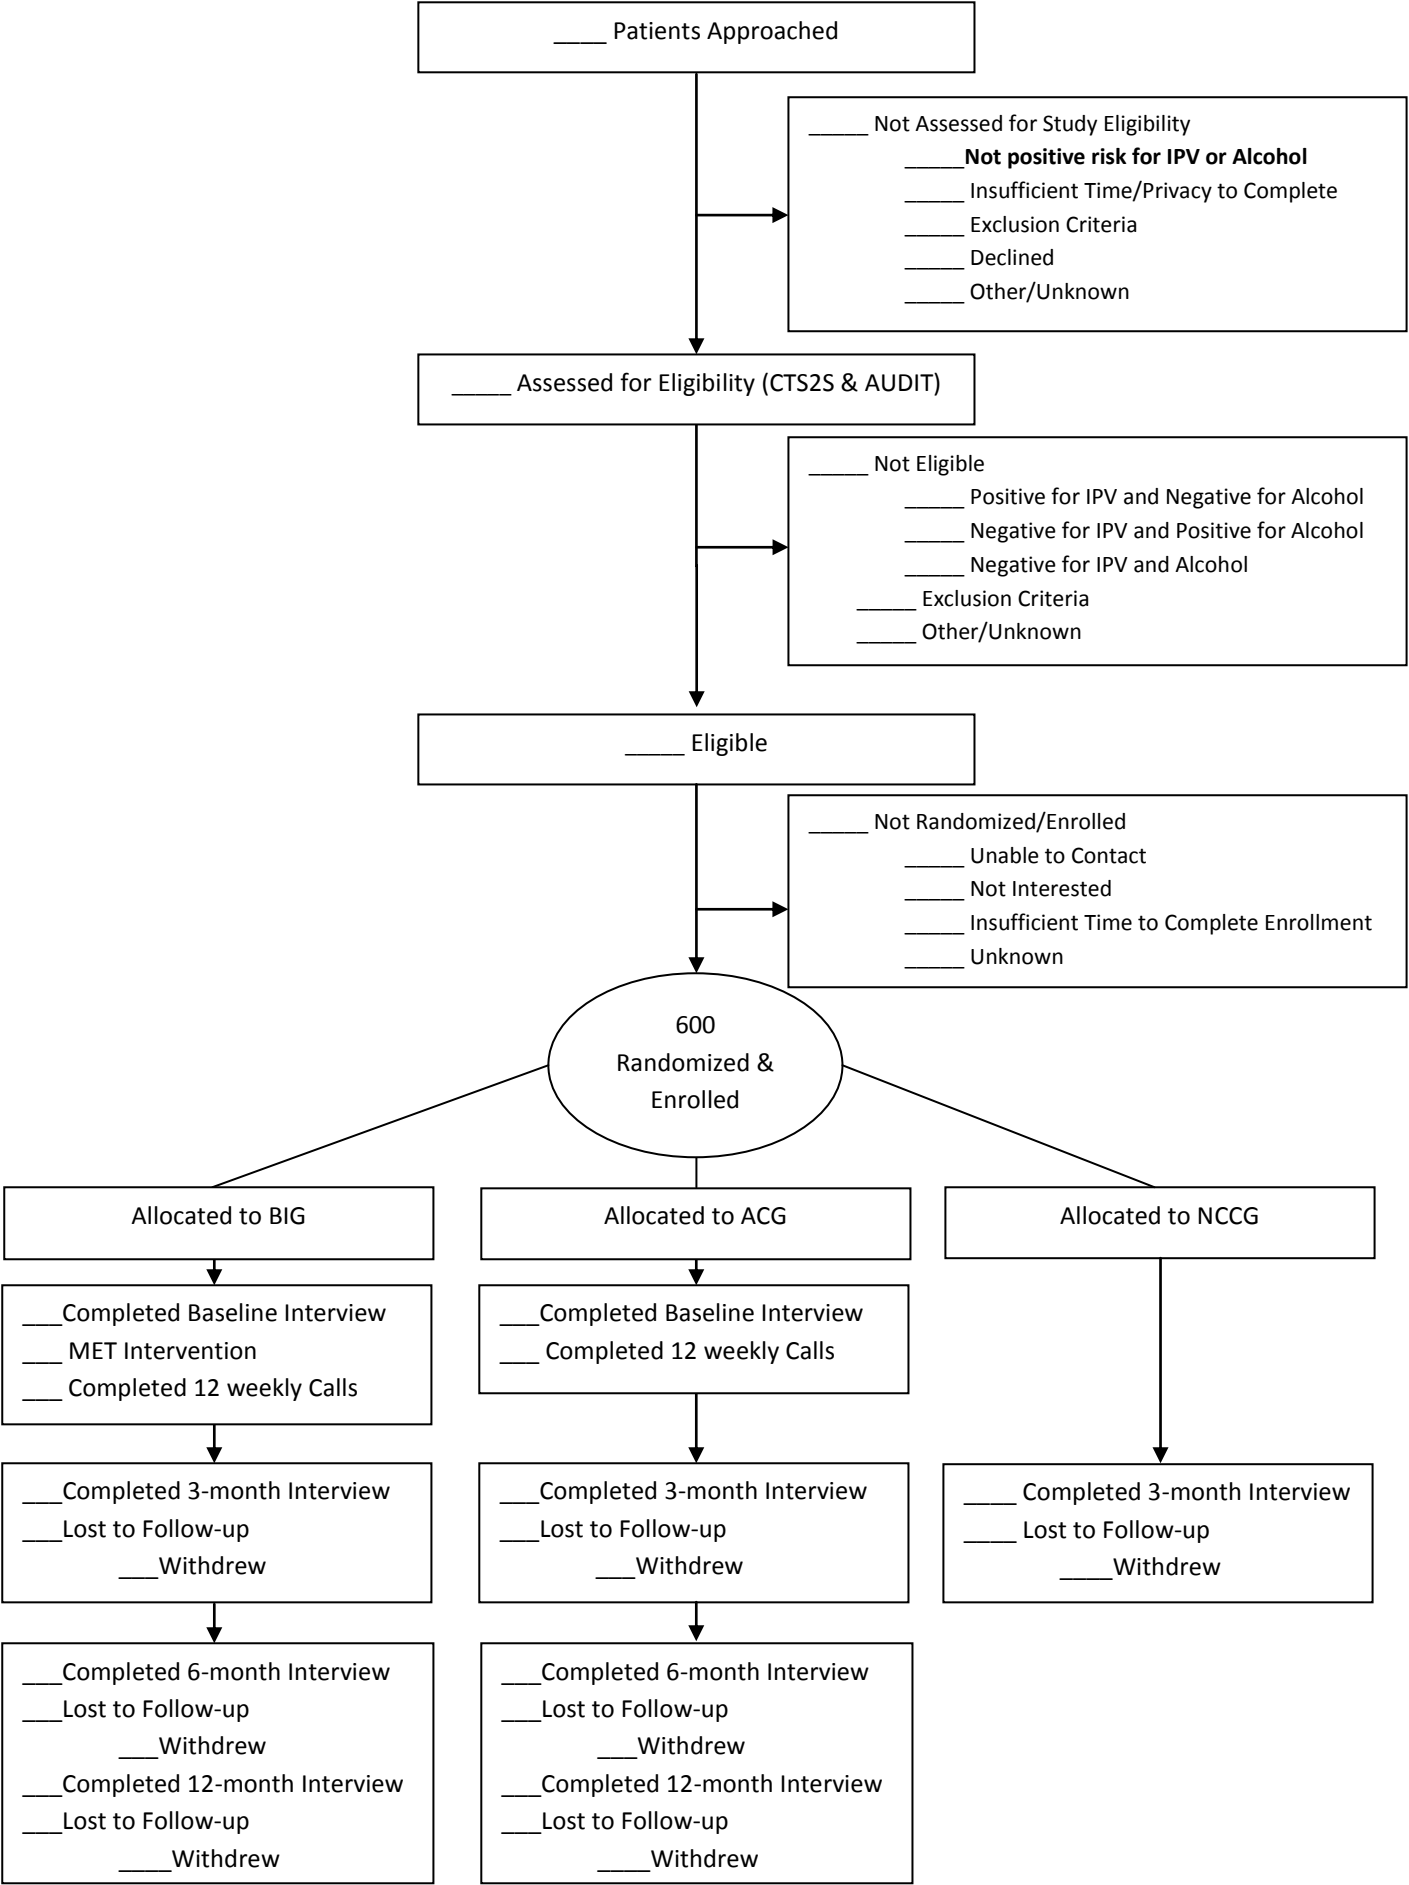 ____ Patients Approached
_____ Not Assessed for Study Eligibility
_____Not positive risk for IPV or Alcohol
_____ Insufficient Time/Privacy to Complete
_____ Exclusion Criteria
_____ Declined
_____ Other/Unknown
_____ Assessed for Eligibility (CTS2S & AUDIT)
_____ Not Eligible
_____ Positive for IPV and Negative for Alcohol
_____ Negative for IPV and Positive for Alcohol
_____ Negative for IPV and Alcohol
_____ Exclusion Criteria
_____ Other/Unknown
_____ Eligible
_____ Not Randomized/Enrolled
_____ Unable to Contact
_____ Not Interested
_____ Insufficient Time to Complete Enrollment
_____ Unknown
600
Randomized &
Enrolled
Allocated to BIG
___Completed Baseline Interview
___ MET Intervention
___ Completed 12 weekly Calls
___Completed 3-month Interview
___Lost to Follow-up
___Withdrew
___Completed 6-month Interview
___Lost to Follow-up
___Withdrew
___Completed 12-month Interview
___Lost to Follow-up
____Withdrew
Allocated to ACG
___Completed Baseline Interview
___ Completed 12 weekly Calls
___Completed 3-month Interview
___Lost to Follow-up
___Withdrew
___Completed 6-month Interview
___Lost to Follow-up
___Withdrew
___Completed 12-month Interview
___Lost to Follow-up
____Withdrew
Allocated to NCCG
____ Completed 3-month Interview
____ Lost to Follow-up
____Withdrew